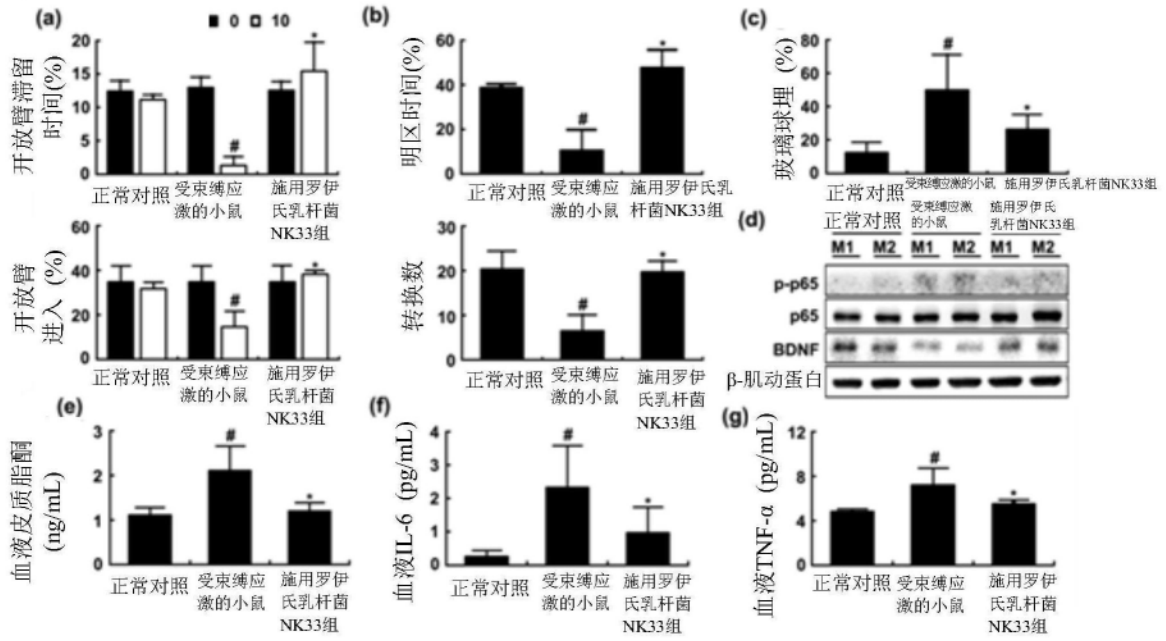 (a)
0 10
开放臂滞留
时间(%)
20
15
10
5
0
正常对照
受束缚应
激的小鼠
施用罗伊
氏乳杆菌
NK33组
*
#
开放臂
进入 (%)
60
40
20
0
正常对照
受束缚应
激的小鼠
施用罗伊
氏乳杆菌
NK33组
*
#
(b)
明区时间(%)
60
40
20
0
正常对照
受束缚应
激的小鼠
施用罗伊氏乳
杆菌NK33组
*
#
转换数
30
20
10
0
正常对照
受束缚应
激的小鼠
施用罗伊
氏乳杆菌
NK33组
*
#
(c)
玻璃球埋 (%)
80
60
40
20
0
正常对照
受束缚应激的小鼠
施用罗伊氏乳杆菌NK33组
#
*
(d)
正常对照
受束缚应激
的小鼠
施用罗伊氏
乳杆菌NK33组
M1 M2 M1 M2 M1 M2
p-p65
p65
BDNF
β-肌动蛋白
(e)
血液皮质脂酮
(ng/mL)
3
2
1
0
正常对照
受束缚应
激的小鼠
施用罗伊
氏乳杆菌
NK33组
#
*
(f)
血液IL-6 (pg/mL)
4
3
2
1
0
正常对照
受束缚应
激的小鼠
施用罗伊
氏乳杆菌
NK33组
#
*
(g)
血液TNF-α (pg/mL)
12
8
4
0
正常对照
受束缚应
激的小鼠
施用罗伊
氏乳杆菌
NK33组
#
*